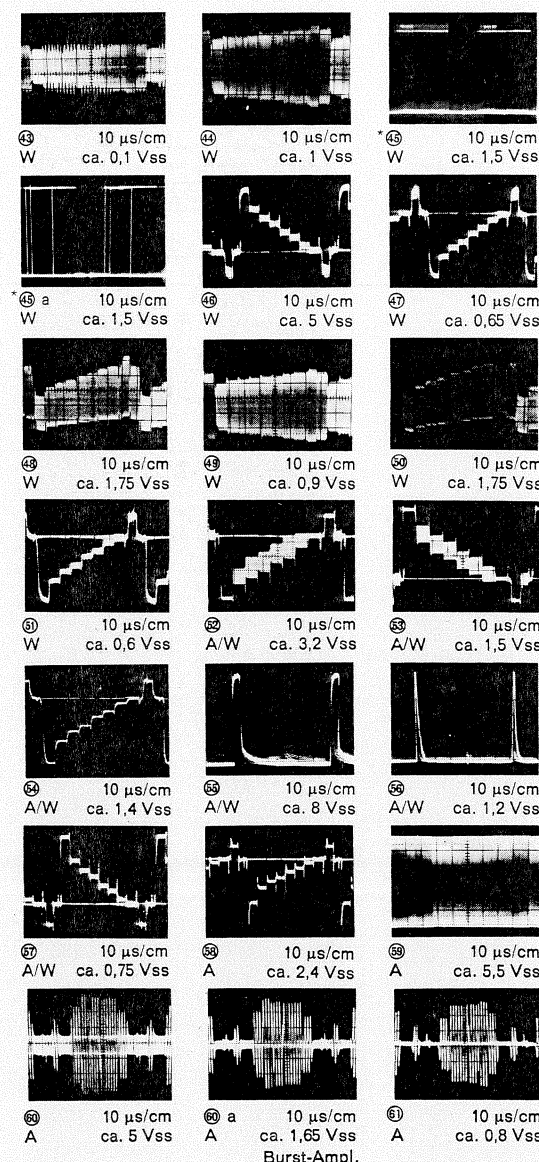 ㊸ 10 µs/cm
W ca. 0,1 Vss
㊹ 10 µs/cm
W ca. 1 Vss
*㊺ 10 µs/cm
W ca. 1,5 Vss
*㊺ a 10 µs/cm
W ca. 1,5 Vss
㊻ 10 µs/cm
W ca. 5 Vss
㊼ 10 µs/cm
W ca. 0,65 Vss
㊽ 10 µs/cm
W ca. 1,75 Vss
㊾ 10 µs/cm
W ca. 0,9 Vss
㊿ 10 µs/cm
W ca. 1,75 Vss
51 10 µs/cm
W ca. 0,6 Vss
52 10 µs/cm
A/W ca. 3,2 Vss
53 10 µs/cm
A/W ca. 1,5 Vss
54 10 µs/cm
A/W ca. 1,4 Vss
55 10 µs/cm
A/W ca. 8 Vss
56 10 µs/cm
A/W ca. 1,2 Vss
57 10 µs/cm
A/W ca. 0,75 Vss
58 10 µs/cm
A ca. 2,4 Vss
59 10 µs/cm
A ca. 5,5 Vss
60 10 µs/cm
A ca. 5 Vss
60 a 10 µs/cm
A ca. 1,65 Vss
Burst-Ampl.
61 10 µs/cm
A ca. 0,8 Vss